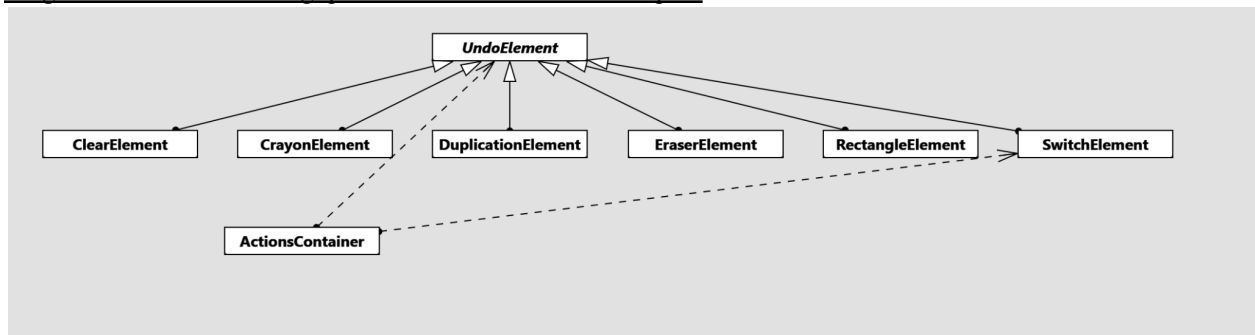 UndoElement
ClearElement
CrayonElement
DuplicationElement
EraserElement
RectangleElement
SwitchElement
ActionsContainer